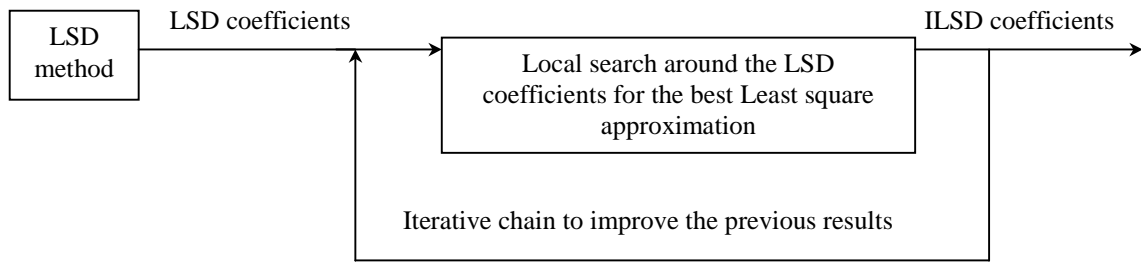 LSD coefficients
ILSD coefficients
LSD
method
Local search around the LSD
coefficients for the best Least square
approximation
Iterative chain to improve the previous results